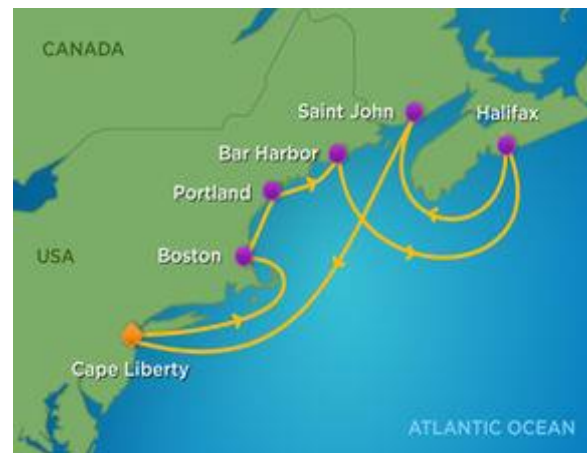 CANADA
Saint John
Halifax
Bar Harbor
Portland
USA
Boston
Cape Liberty
ATLANTIC OCEAN